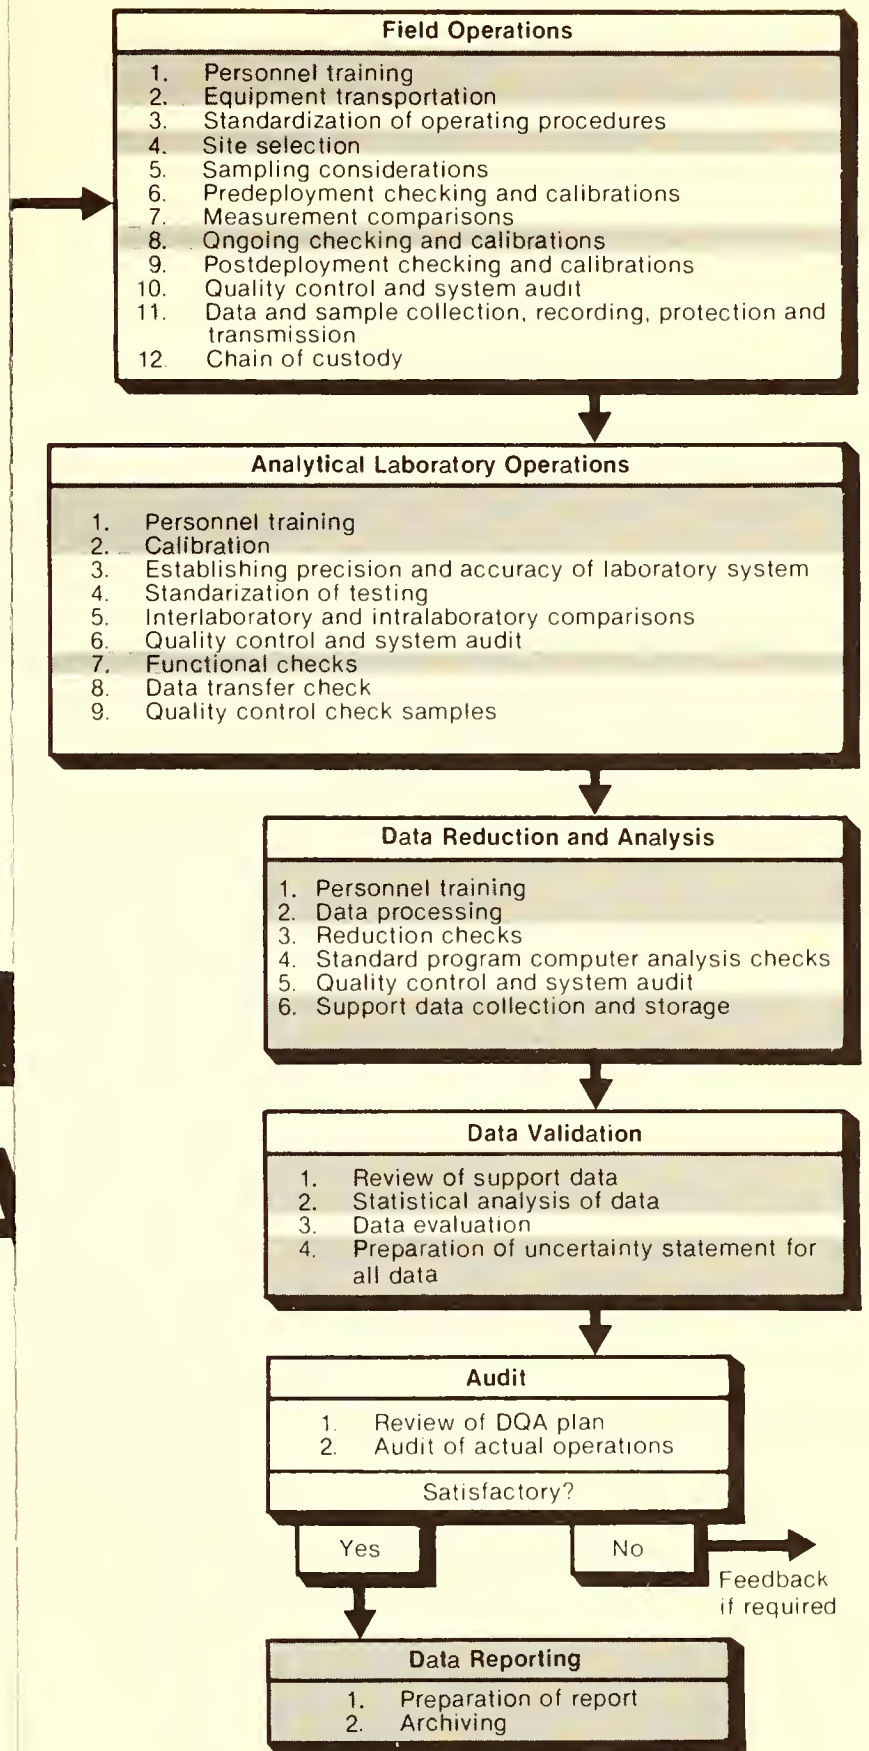 Field Operations
1. Personnel training
2. Equipment transportation
3. Standardization of operating procedures
4. Site selection
5. Sampling considerations
6. Predeployment checking and calibrations
7. Measurement comparisons
8. Ongoing checking and calibrations
9. Postdeployment checking and calibrations
10. Quality control and system audit
11. Data and sample collection, recording, protection and
transmission
12. Chain of custody
Analytical Laboratory Operations
1. Personnel training
2. Calibration
3. Establishing precision and accuracy of laboratory system
4. Standarization of testing
5. Interlaboratory and intralaboratory comparisons
6. Quality control and system audit
7. Functional checks
8. Data transfer check
9. Quality control check samples
Data Reduction and Analysis
1. Personnel training
2. Data processing
3. Reduction checks
4. Standard program computer analysis checks
5. Quality control and system audit
6. Support data collection and storage
Data Validation
1. Review of support data
2. Statistical analysis of data
3. Data evaluation
4. Preparation of uncertainty statement for
all data
Audit
1. Review of DQA plan
2. Audit of actual operations
Satisfactory?
Yes
No
Feedback
if required
Data Reporting
1. Preparation of report
2. Archiving